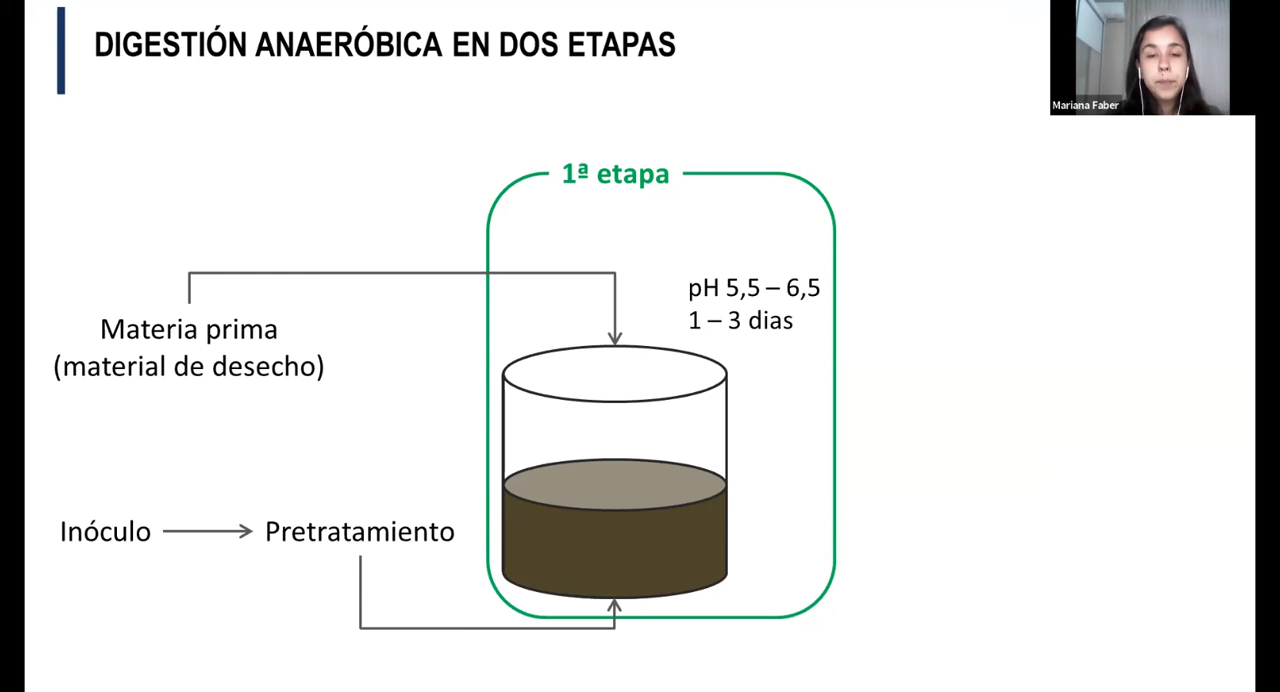 DIGESTIÓN ANAERÓBICA EN DOS ETAPAS
Mariana Faber
1ª etapa
pH 5,5 – 6,5
1 – 3 dias
Materia prima
(material de desecho)
Inóculo
Pretratamiento